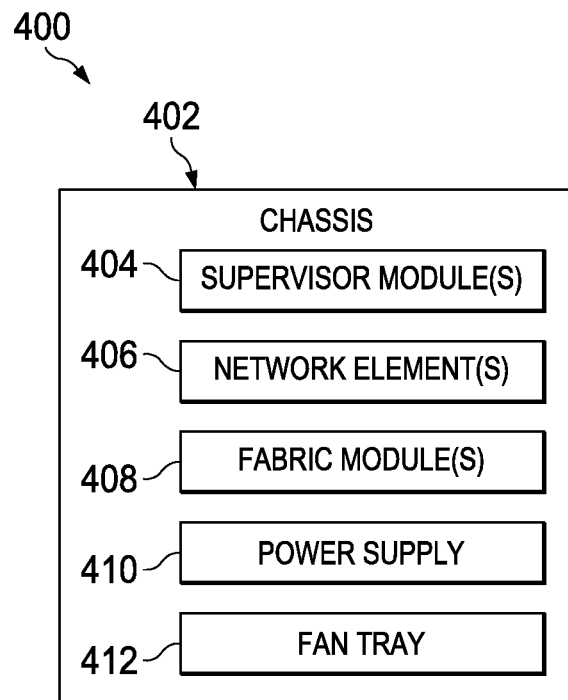 400
402
CHASSIS
404 SUPERVISOR MODULE(S)
406 NETWORK ELEMENT(S)
408 FABRIC MODULE(S)
410 POWER SUPPLY
412 FAN TRAY